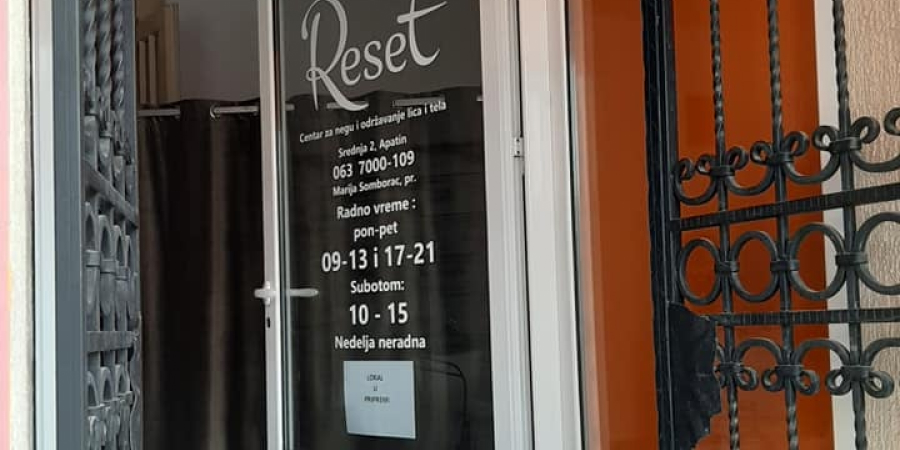 Reset
Centar za negu i održavanje lica i tela
Srednja 2, Apatin
063 7000-109
Marija Somborac, pr.
Radno vreme :
pon-pet
09-13 i 17-21
Subotom:
10 - 15
Nedelja neradna
LOKAL
U
PRIPREMI